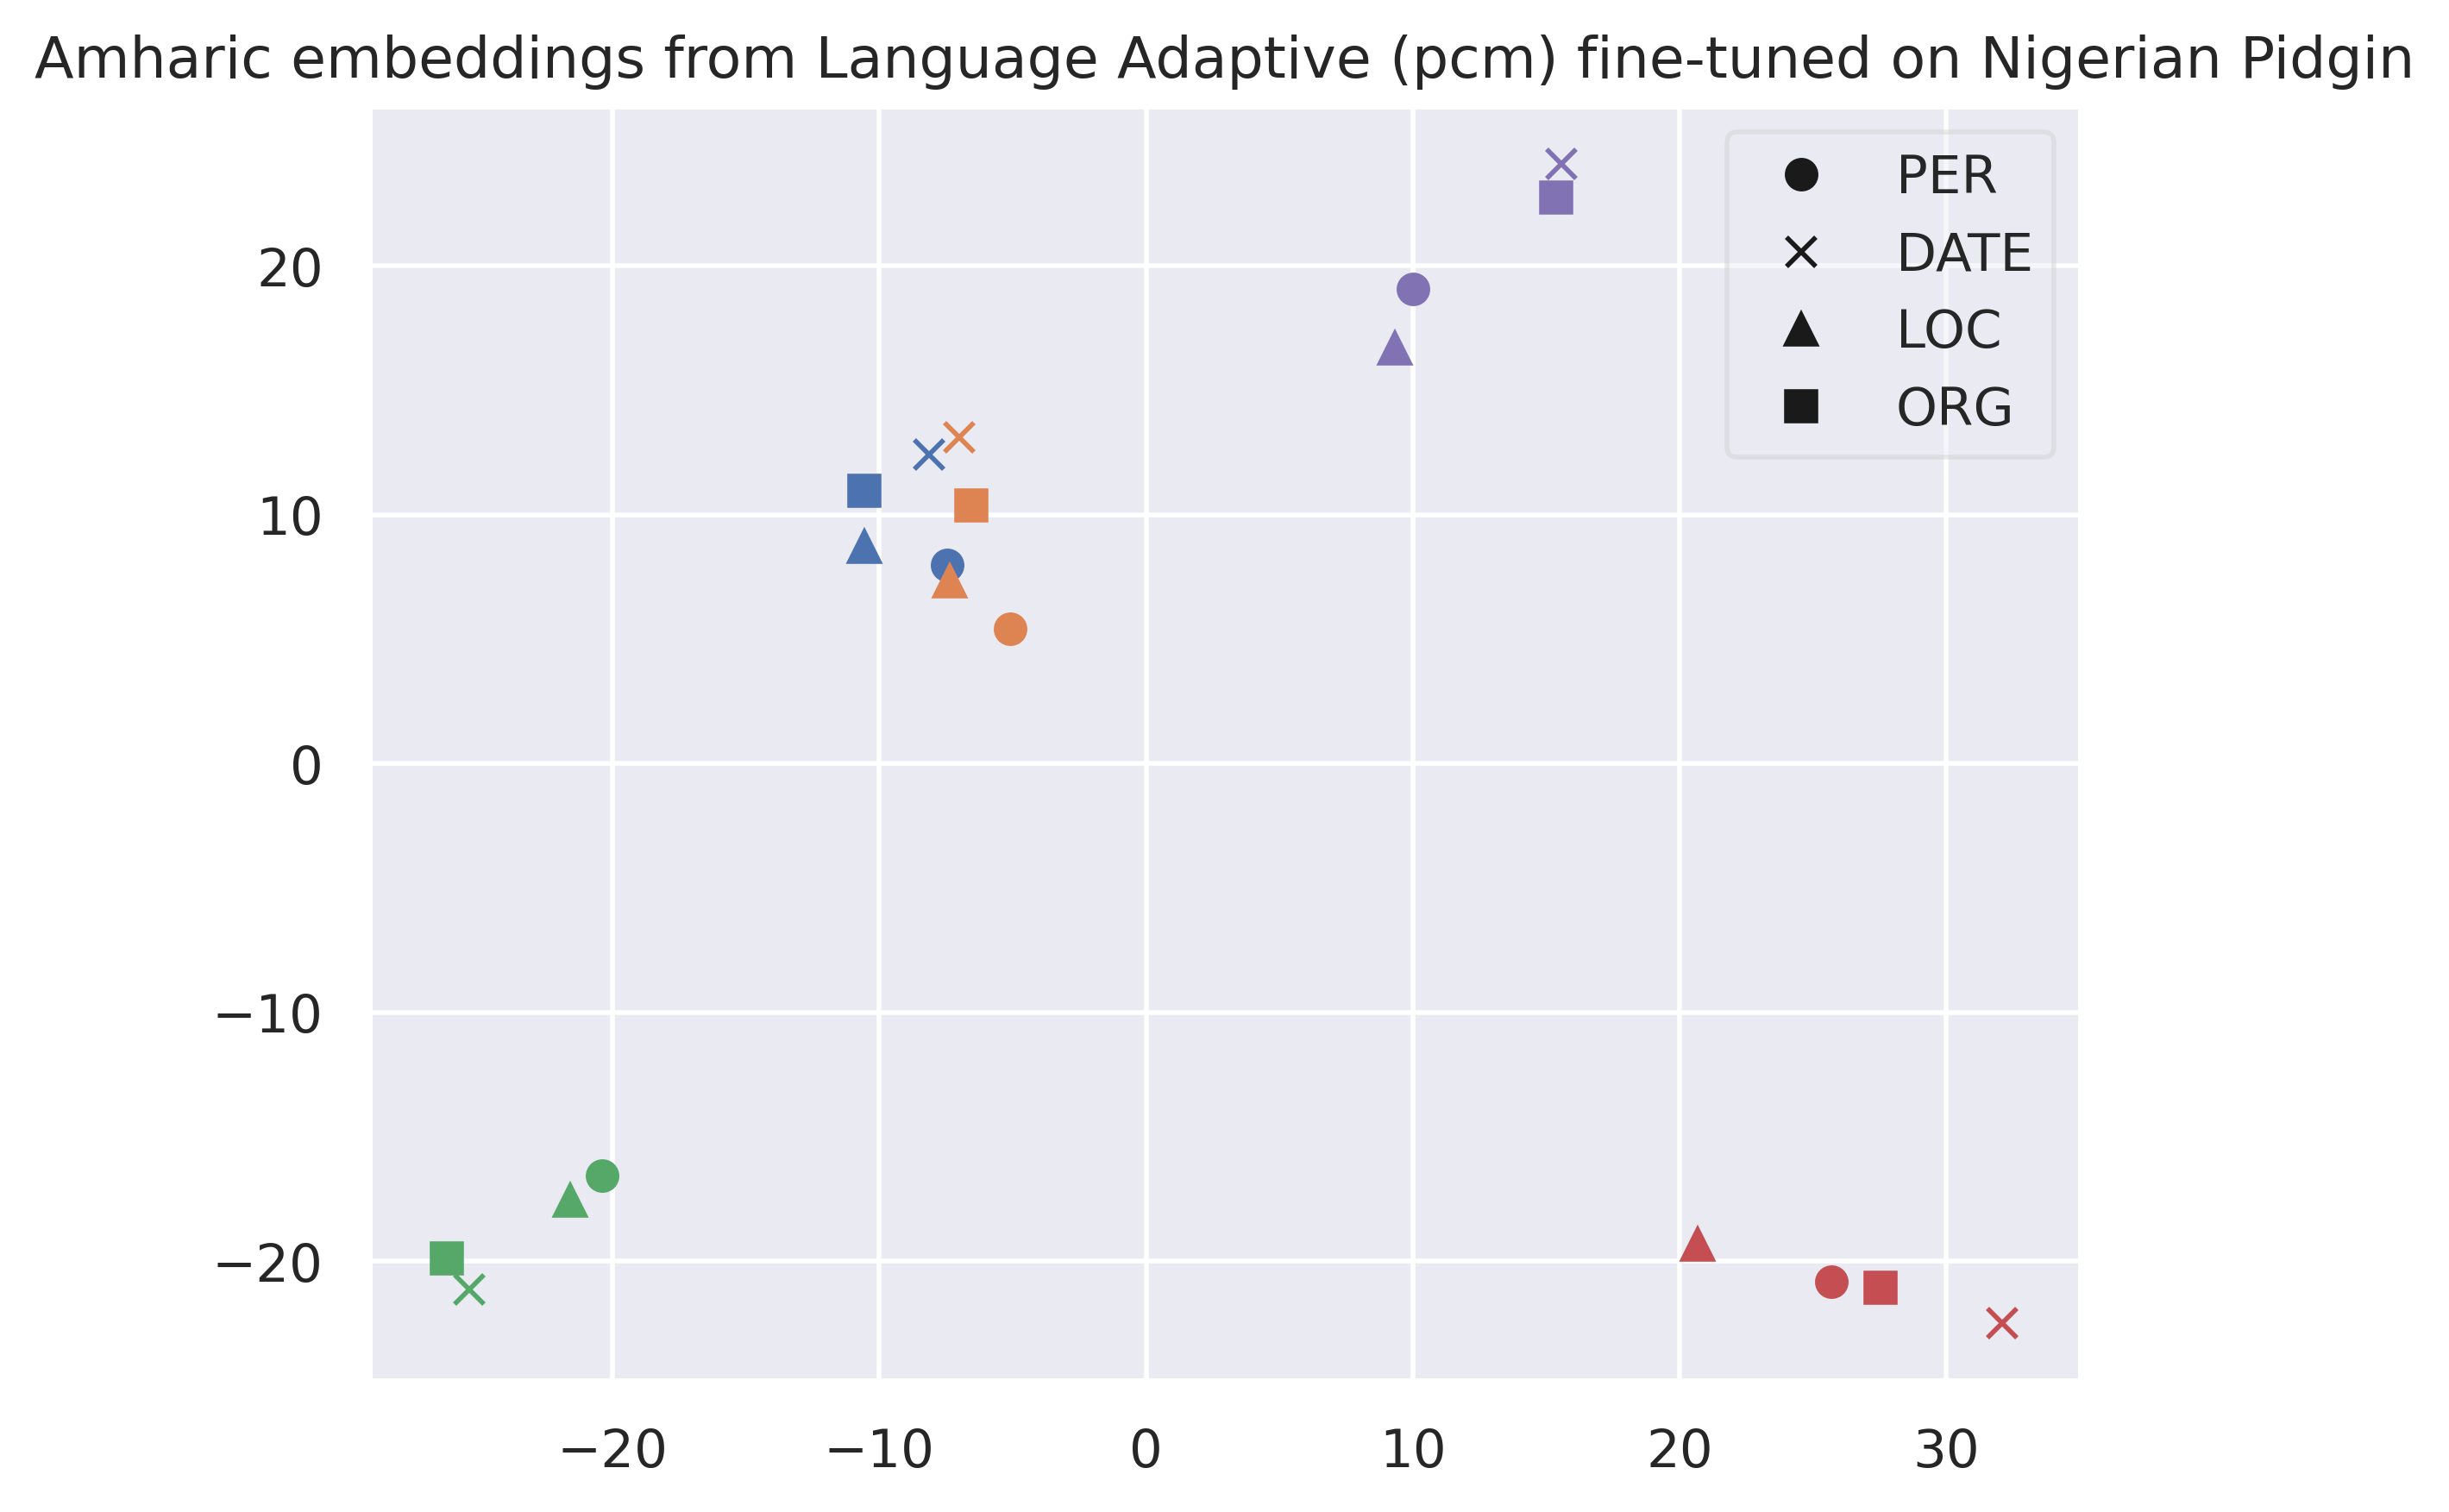 Amharic embeddings from Language Adaptive (pcm) fine-tuned on Nigerian Pidgin
PER
DATE
LOC
ORG
20
10
0
−10
−20
−20 −10 0 10 20 30